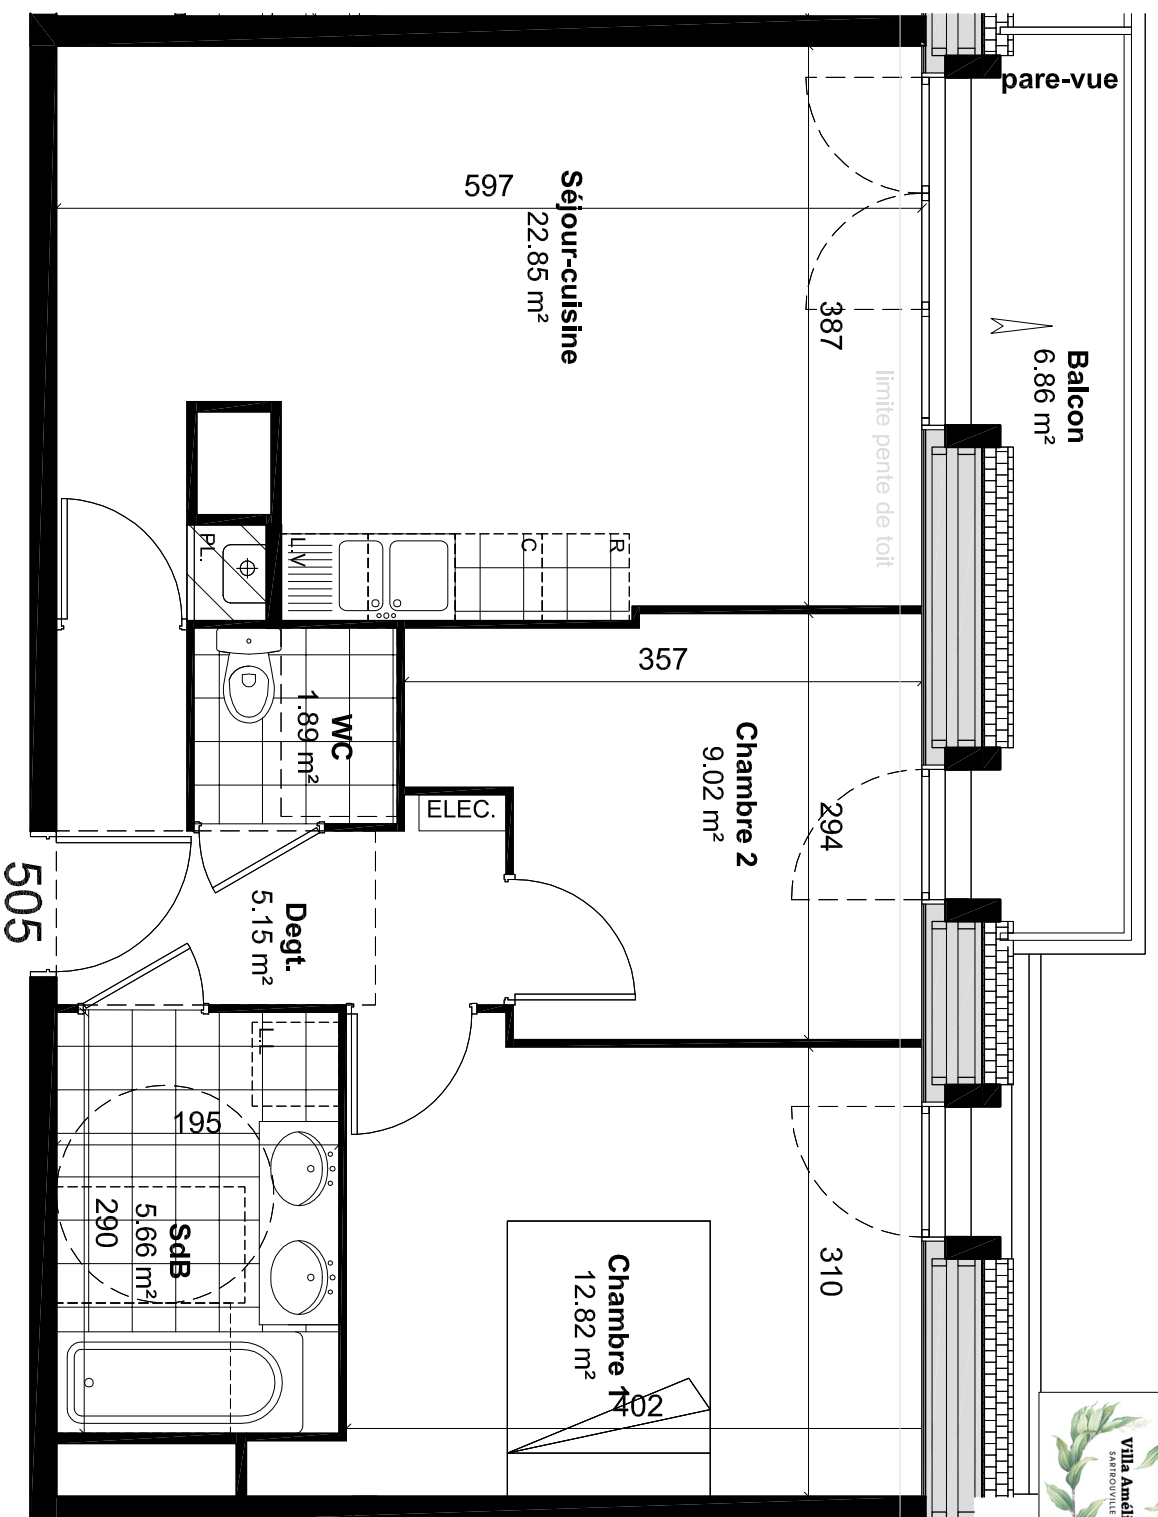 pare-vue
597
Séjour-cuisine
22.85 m²
387
Balcon
6.86 m²
limite pente de toit
PL.
L.V
C
R
357
WC
1.89 m²
Chambre 2
9.02 m²
ELEC.
294
505
Degt.
5.15 m²
L.L
195
290
SdB
5.66 m²
310
Chambre 1
12.82 m²
402
SARTROUVILLE